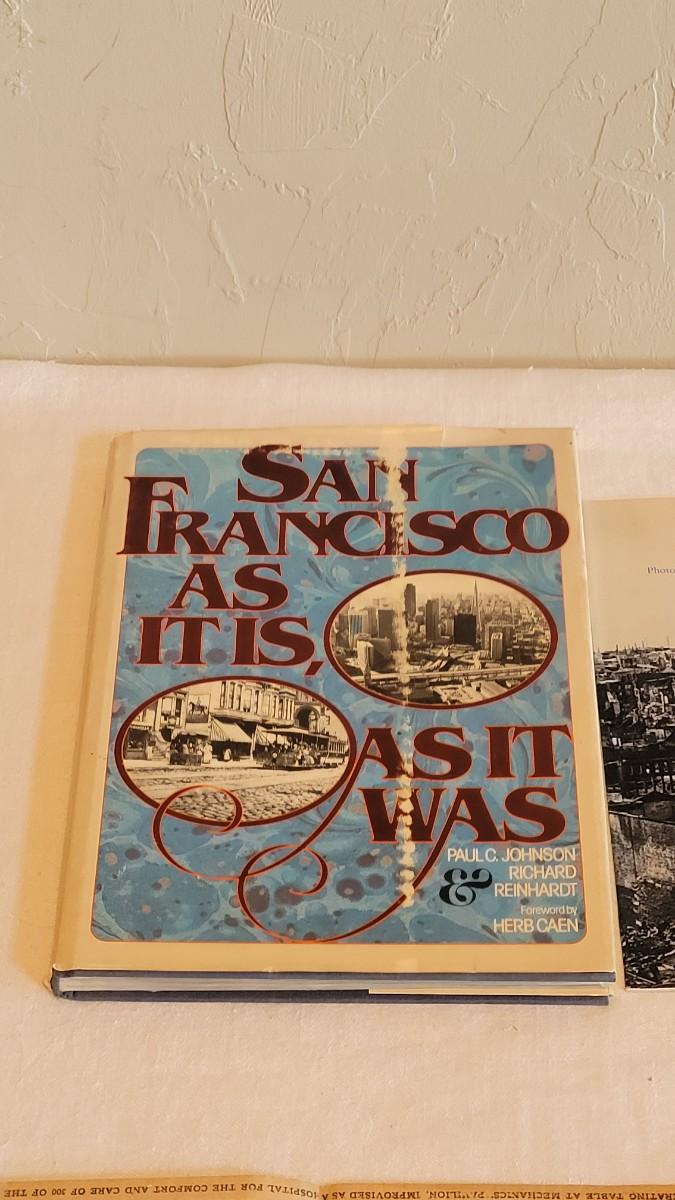 SAN
FRANCISCO
AS
IT IS,
AS IT
WAS
PAUL C. JOHNSON
&
RICHARD
REINHARDT
Foreword by
HERB CAEN
Photo
RATING TABLE AT MECHANICS' PAVILION, IMPROVISED AS A HOSPITAL FOR THE COMFORT AND CARE OF 300 OF THE